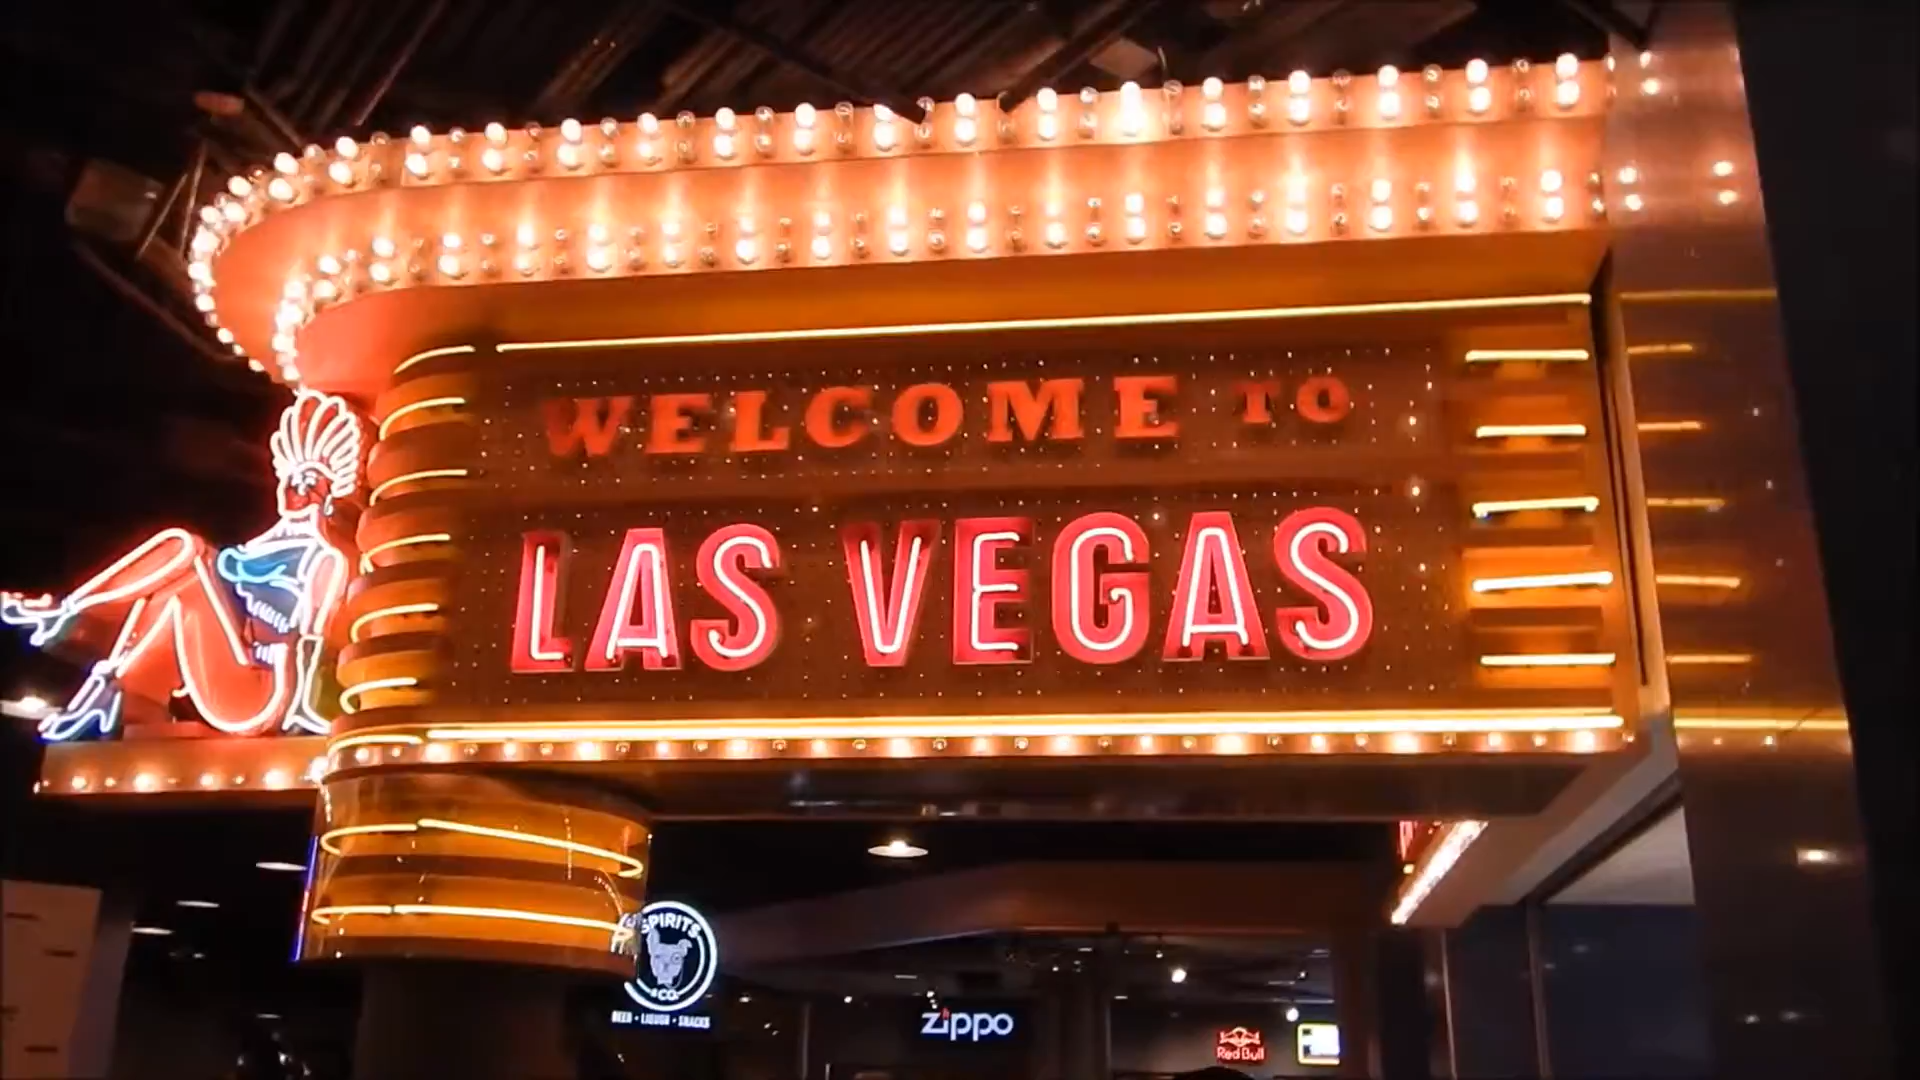 WELCOME TO
LAS VEGAS
SPIRITS
& CO.
BEER • LIQUOR • SNACKS
zippo
Red Bull